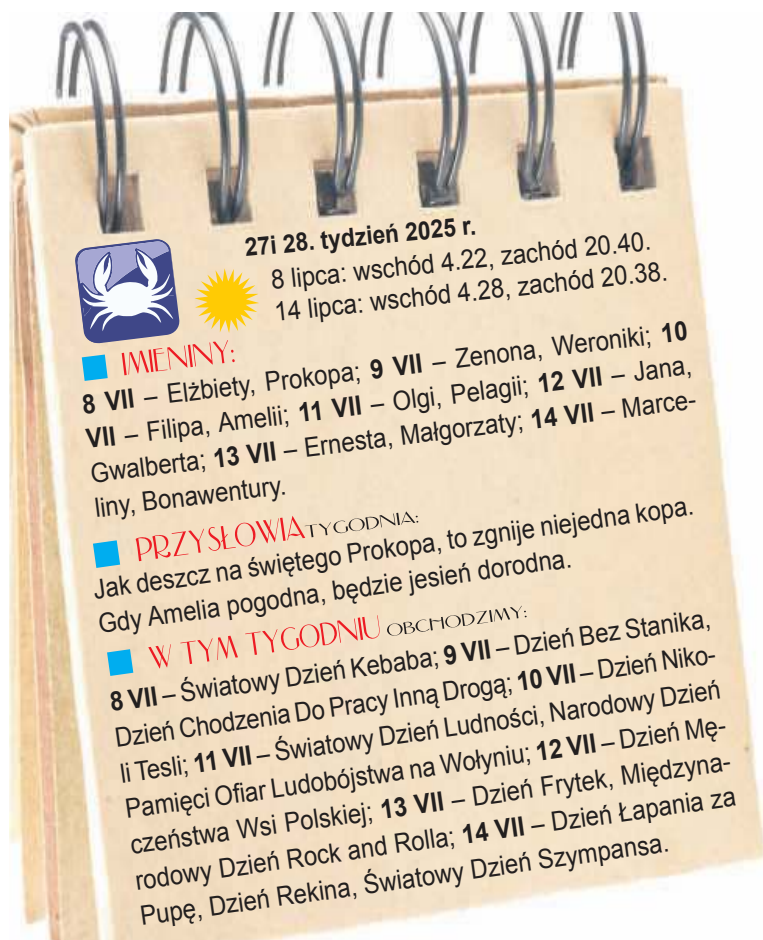 27i 28. tydzień 2025 r.
8 lipca: wschód 4.22, zachód 20.40.
14 lipca: wschód 4.28, zachód 20.38.
IMIENINY:
8 VII – Elżbiety, Prokopa; 9 VII – Zenona, Weroniki; 10
VII – Filipa, Amelii; 11 VII – Olgi, Pelagii; 12 VII – Jana,
Gwalberta; 13 VII – Ernesta, Małgorzaty; 14 VII – Marce-
liny, Bonawentury.
PRZYSŁOWIA TYGODNIA:
Jak deszcz na świętego Prokopa, to zgnije niejedna kopa.
Gdy Amelia pogodna, będzie jesień dorodna.
W TYM TYGODNIU OBCHODZIMY:
8 VII – Światowy Dzień Kebaba; 9 VII – Dzień Bez Stanika,
Dzień Chodzenia Do Pracy Inną Drogą; 10 VII – Dzień Niko-
li Tesli; 11 VII – Światowy Dzień Ludności, Narodowy Dzień
Pamięci Ofiar Ludobójstwa na Wołyniu; 12 VII – Dzień Mę-
czeństwa Wsi Polskiej; 13 VII – Dzień Frytek, Międzyna-
rodowy Dzień Rock and Rolla; 14 VII – Dzień Łapania za
Pupę, Dzień Rekina, Światowy Dzień Szympansa.